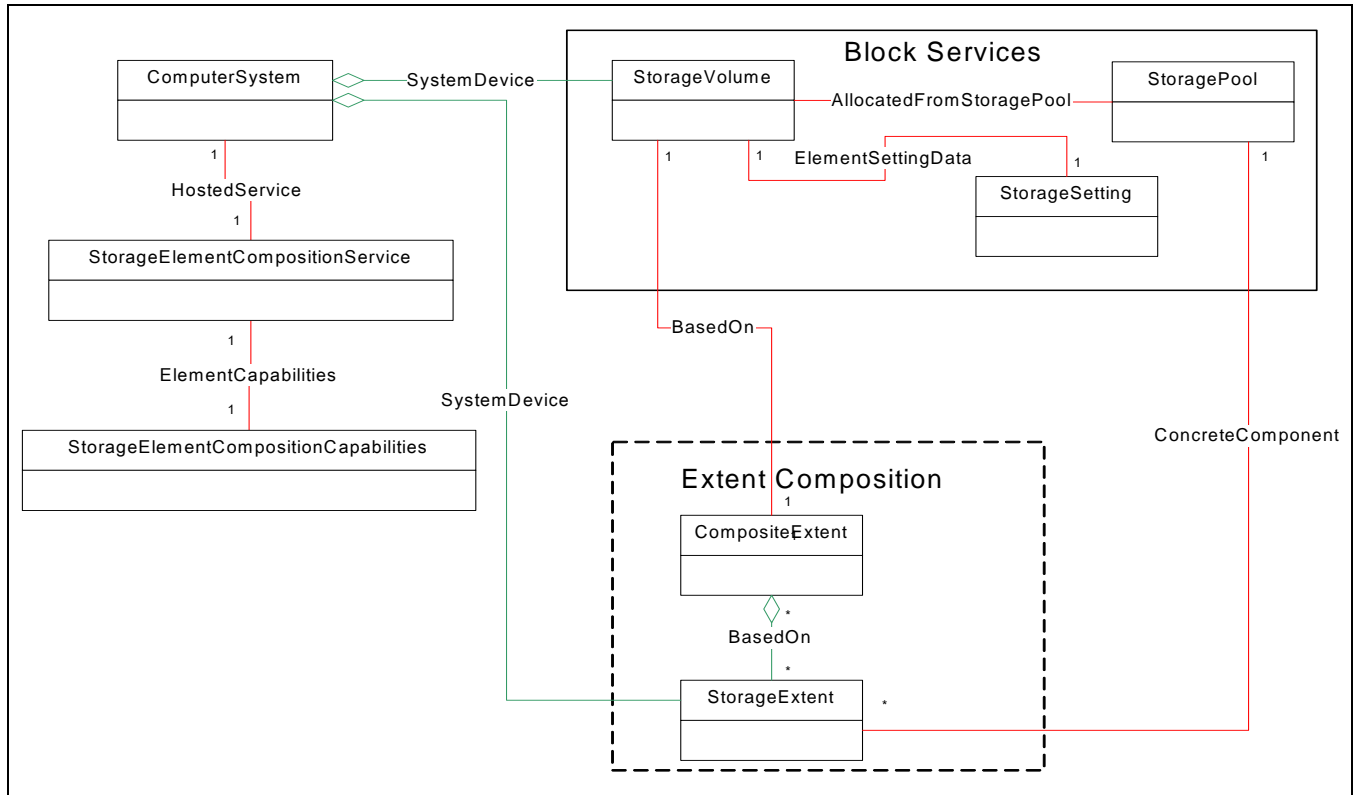 Block Services
ComputerSystem
SystemDevice
StorageVolume
AllocatedFromStoragePool
StoragePool
1
1
1
ElementSettingData
1
1
HostedService
StorageSetting
1
StorageElementCompositionService
BasedOn
1
ElementCapabilities
1
SystemDevice
StorageElementCompositionCapabilities
ConcreteComponent
Extent Composition
1
CompositeExtent
*
BasedOn
*
StorageExtent
*